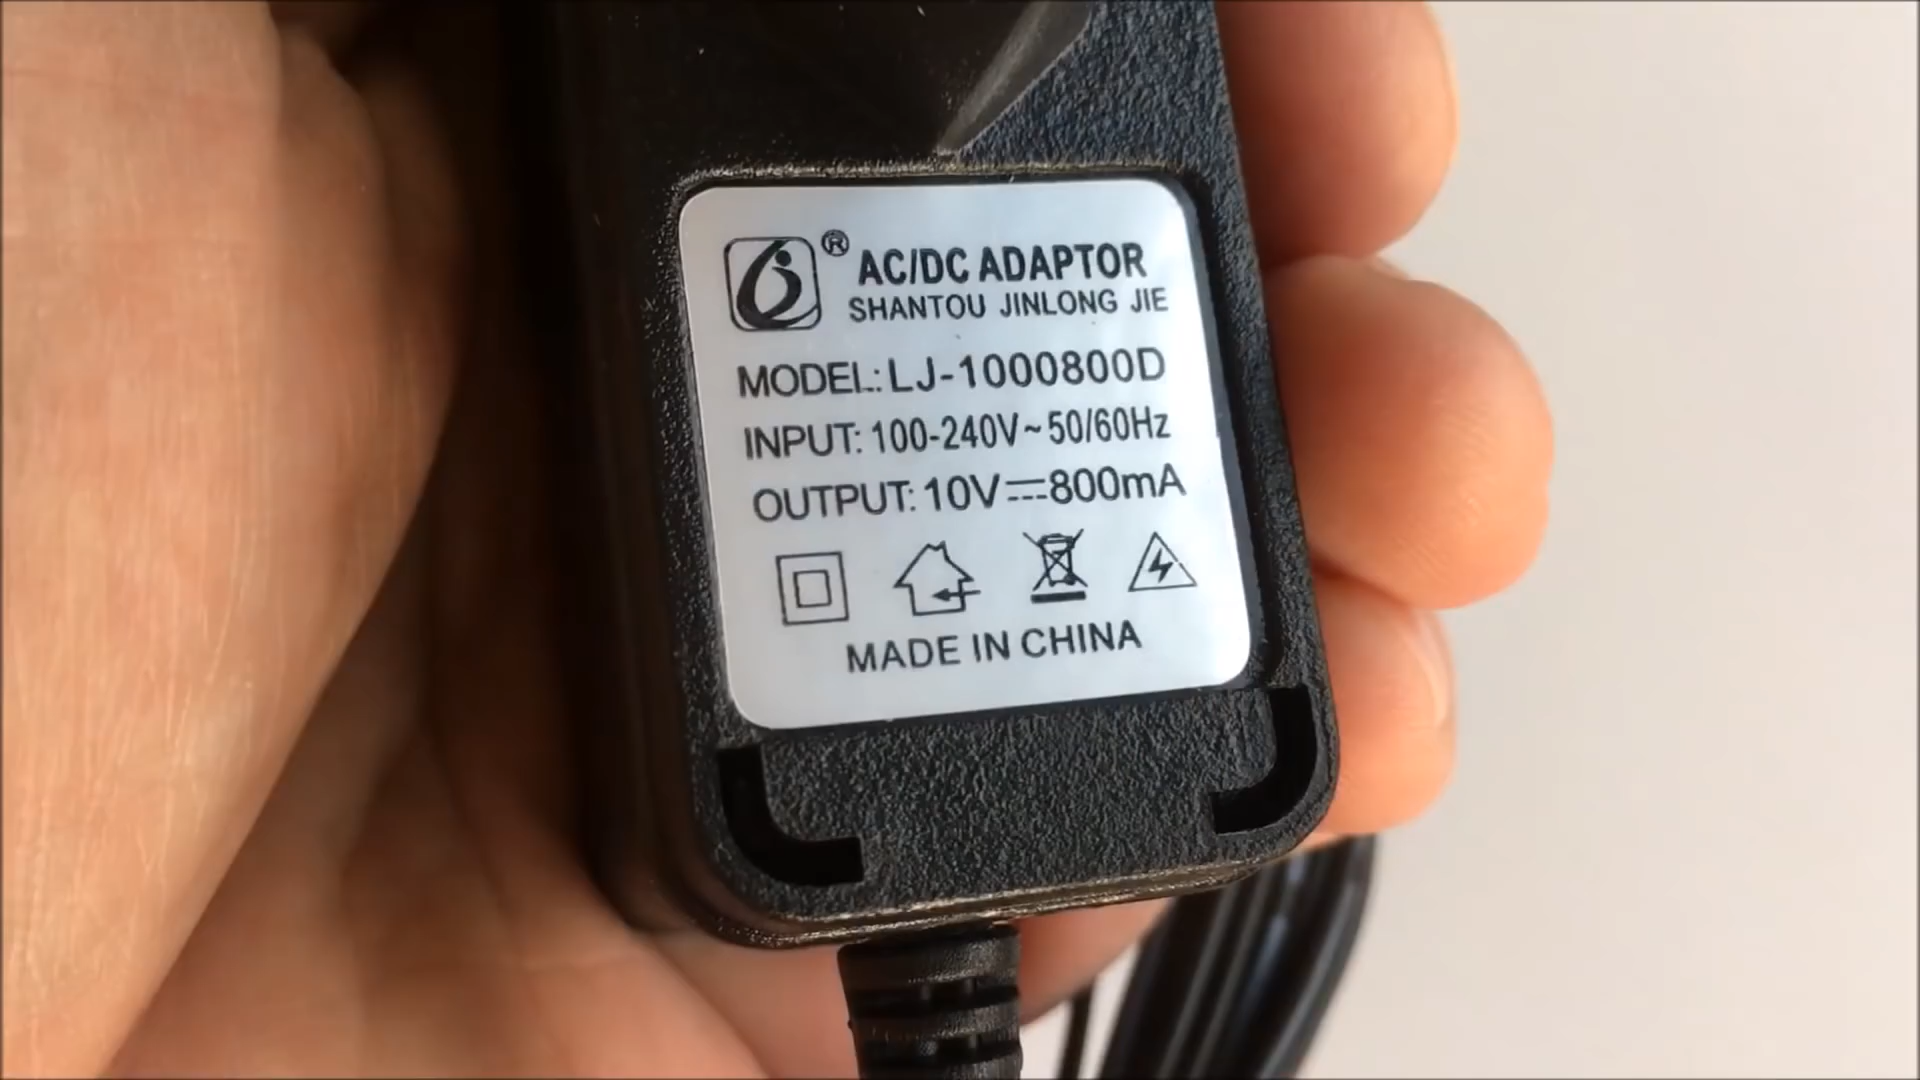 ® AC/DC ADAPTOR
SHANTOU JINLONG JIE
MODEL: LJ-1000800D
INPUT: 100-240V~50/60Hz
OUTPUT: 10V⎓800mA
MADE IN CHINA